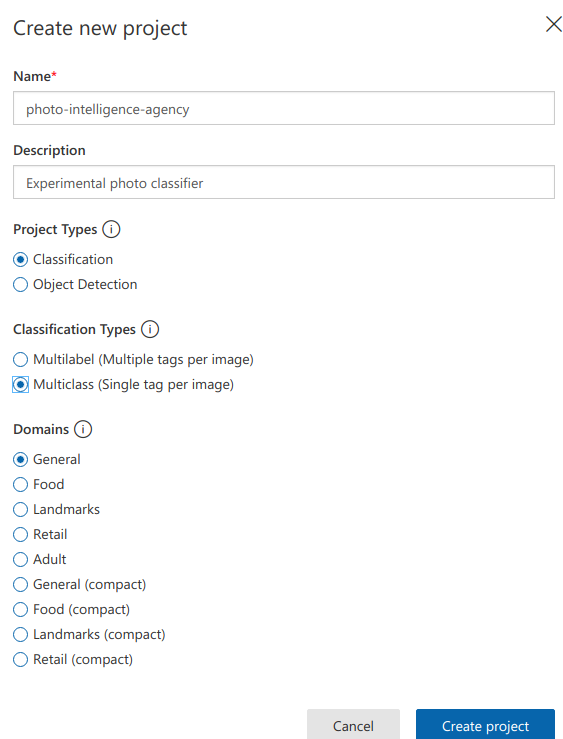 Create new project
Name*
photo-intelligence-agency
Description
Experimental photo classifier
Project Types
Classification
Object Detection
Classification Types
Multilabel (Multiple tags per image)
Multiclass (Single tag per image)
Domains
General
Food
Landmarks
Retail
Adult
General (compact)
Food (compact)
Landmarks (compact)
Retail (compact)
Cancel Create project